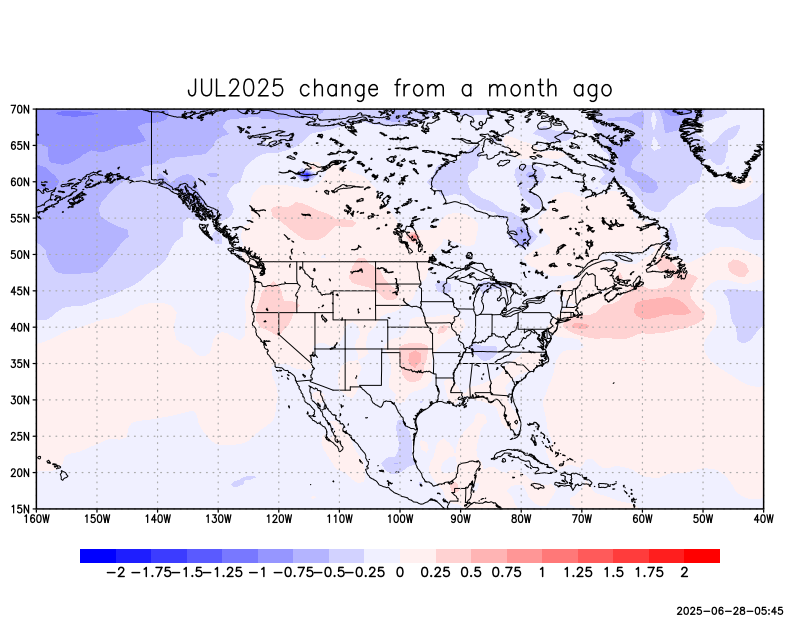 JUL2025 change from a month ago
70N
65N
60N
55N
50N
45N
40N
35N
30N
25N
20N
15N
160W 150W 140W 130W 120W 110W 100W 90W 80W 70W 60W 50W 40W
−2 −1.75 −1.5 −1.25 −1 −0.75 −0.5 −0.25 0 0.25 0.5 0.75 1 1.25 1.5 1.75 2
2025−06−28−05:45